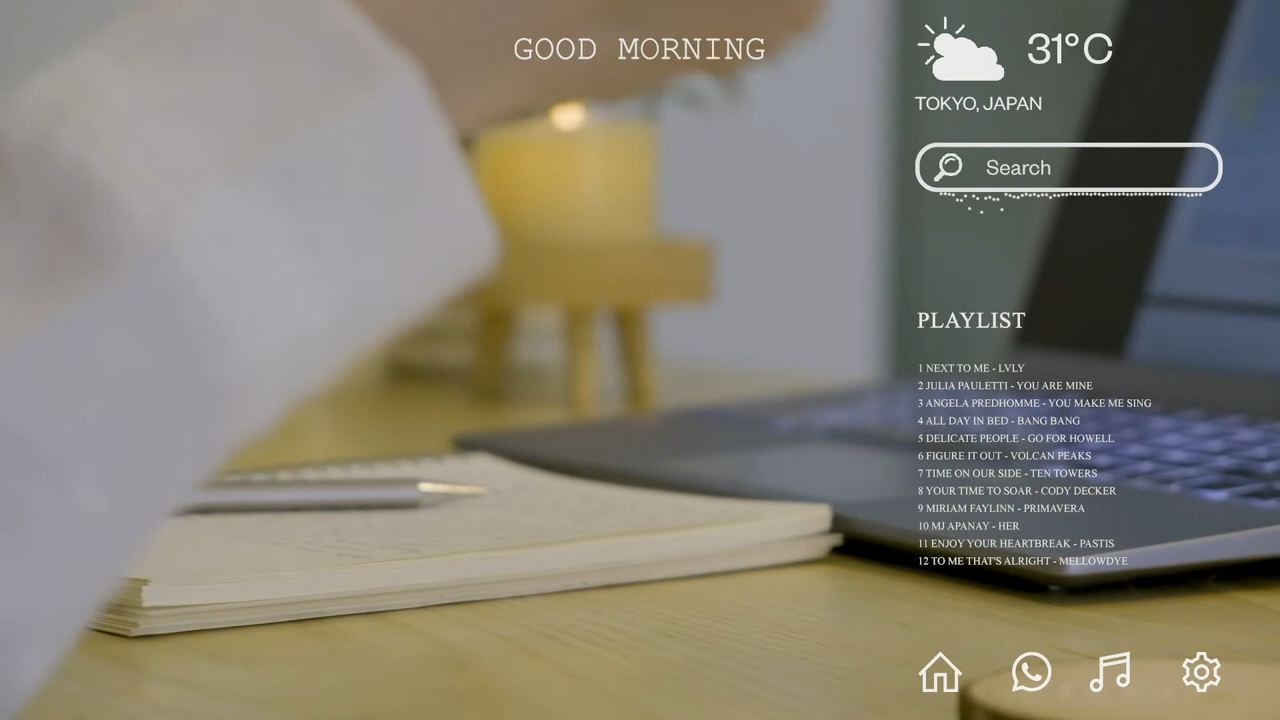 GOOD MORNING
31°C
TOKYO, JAPAN
Search
PLAYLIST
1 NEXT TO ME - LVLY
2 JULIA PAULETTI - YOU ARE MINE
3 ANGELA PREDHOMME - YOU MAKE ME SING
4 ALL DAY IN BED - BANG BANG
5 DELICATE PEOPLE - GO FOR HOWELL
6 FIGURE IT OUT - VOLCAN PEAKS
7 TIME ON OUR SIDE - TEN TOWERS
8 YOUR TIME TO SOAR - CODY DECKER
9 MIRIAM FAYLINN - PRIMAVERA
10 MJ APANAY - HER
11 ENJOY YOUR HEARTBREAK - PASTIS
12 TO ME THAT'S ALRIGHT - MELLOWDYE